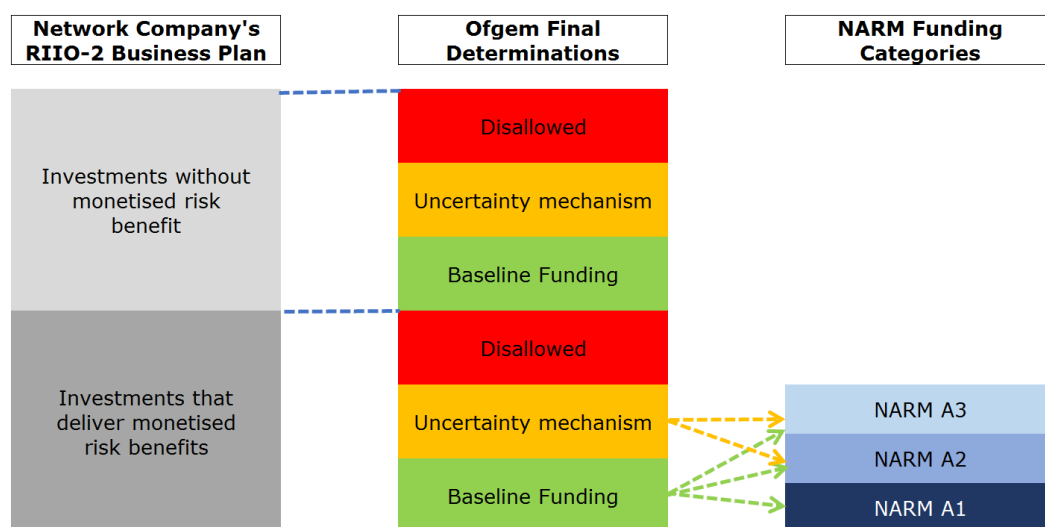 Network Company's
RIIO-2 Business Plan
Ofgem Final
Determinations
NARM Funding
Categories
Investments without
monetised risk
benefit
Disallowed
Uncertainty mechanism
Baseline Funding
Investments that
deliver monetised
risk benefits
Disallowed
Uncertainty mechanism
Baseline Funding
NARM A3
NARM A2
NARM A1